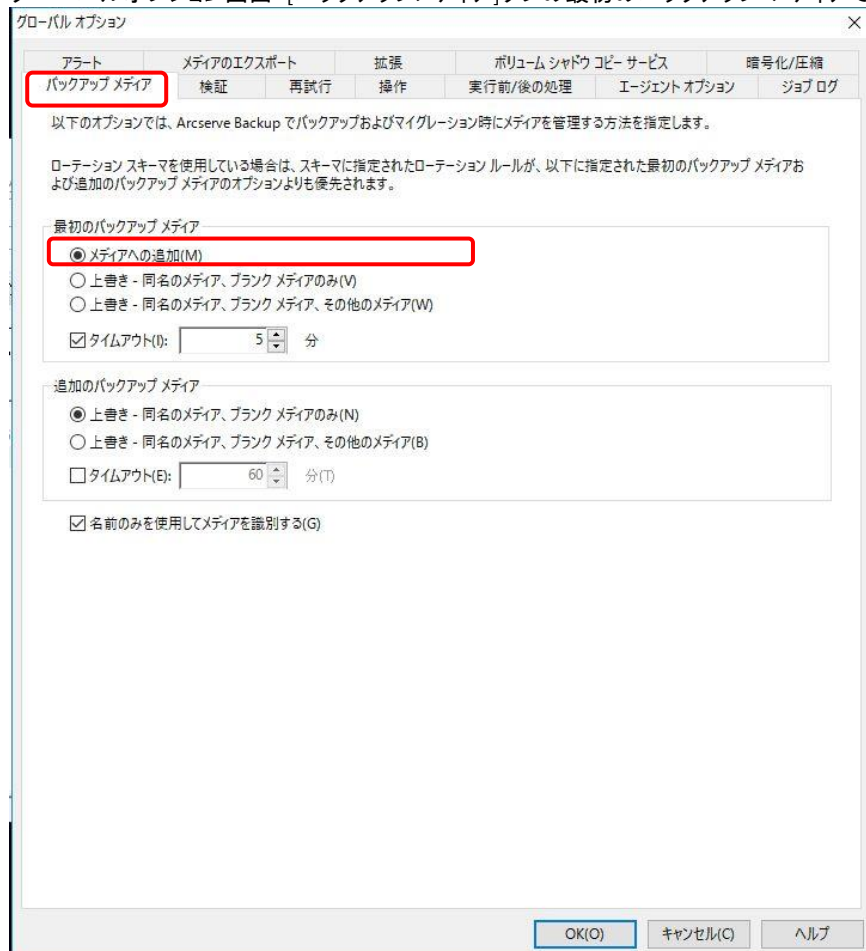 グローバル オプション
アラート メディアのエクスポート 拡張 ボリューム シャドウ コピー サービス 暗号化/圧縮
バックアップ メディア 検証 再試行 操作 実行前/後の処理 エージェント オプション ジョブ ログ
以下のオプションでは、Arcserve Backup でバックアップおよびマイグレーション時にメディアを管理する方法を指定します。
ローテーション スキーマを使用している場合は、スキーマに指定されたローテーション ルールが、以下に指定された最初のバックアップ メディアお
よび追加のバックアップ メディアのオプションよりも優先されます。
最初のバックアップ メディア
メディアへの追加(M)
上書き - 同名のメディア、ブランク メディアのみ(V)
上書き - 同名のメディア、ブランク メディア、その他のメディア(W)
タイムアウト(I): 5 分
追加のバックアップ メディア
上書き - 同名のメディア、ブランク メディアのみ(N)
上書き - 同名のメディア、ブランク メディア、その他のメディア(B)
タイムアウト(E): 60 分(T)
名前のみを使用してメディアを識別する(G)
OK(O) キャンセル(C) ヘルプ